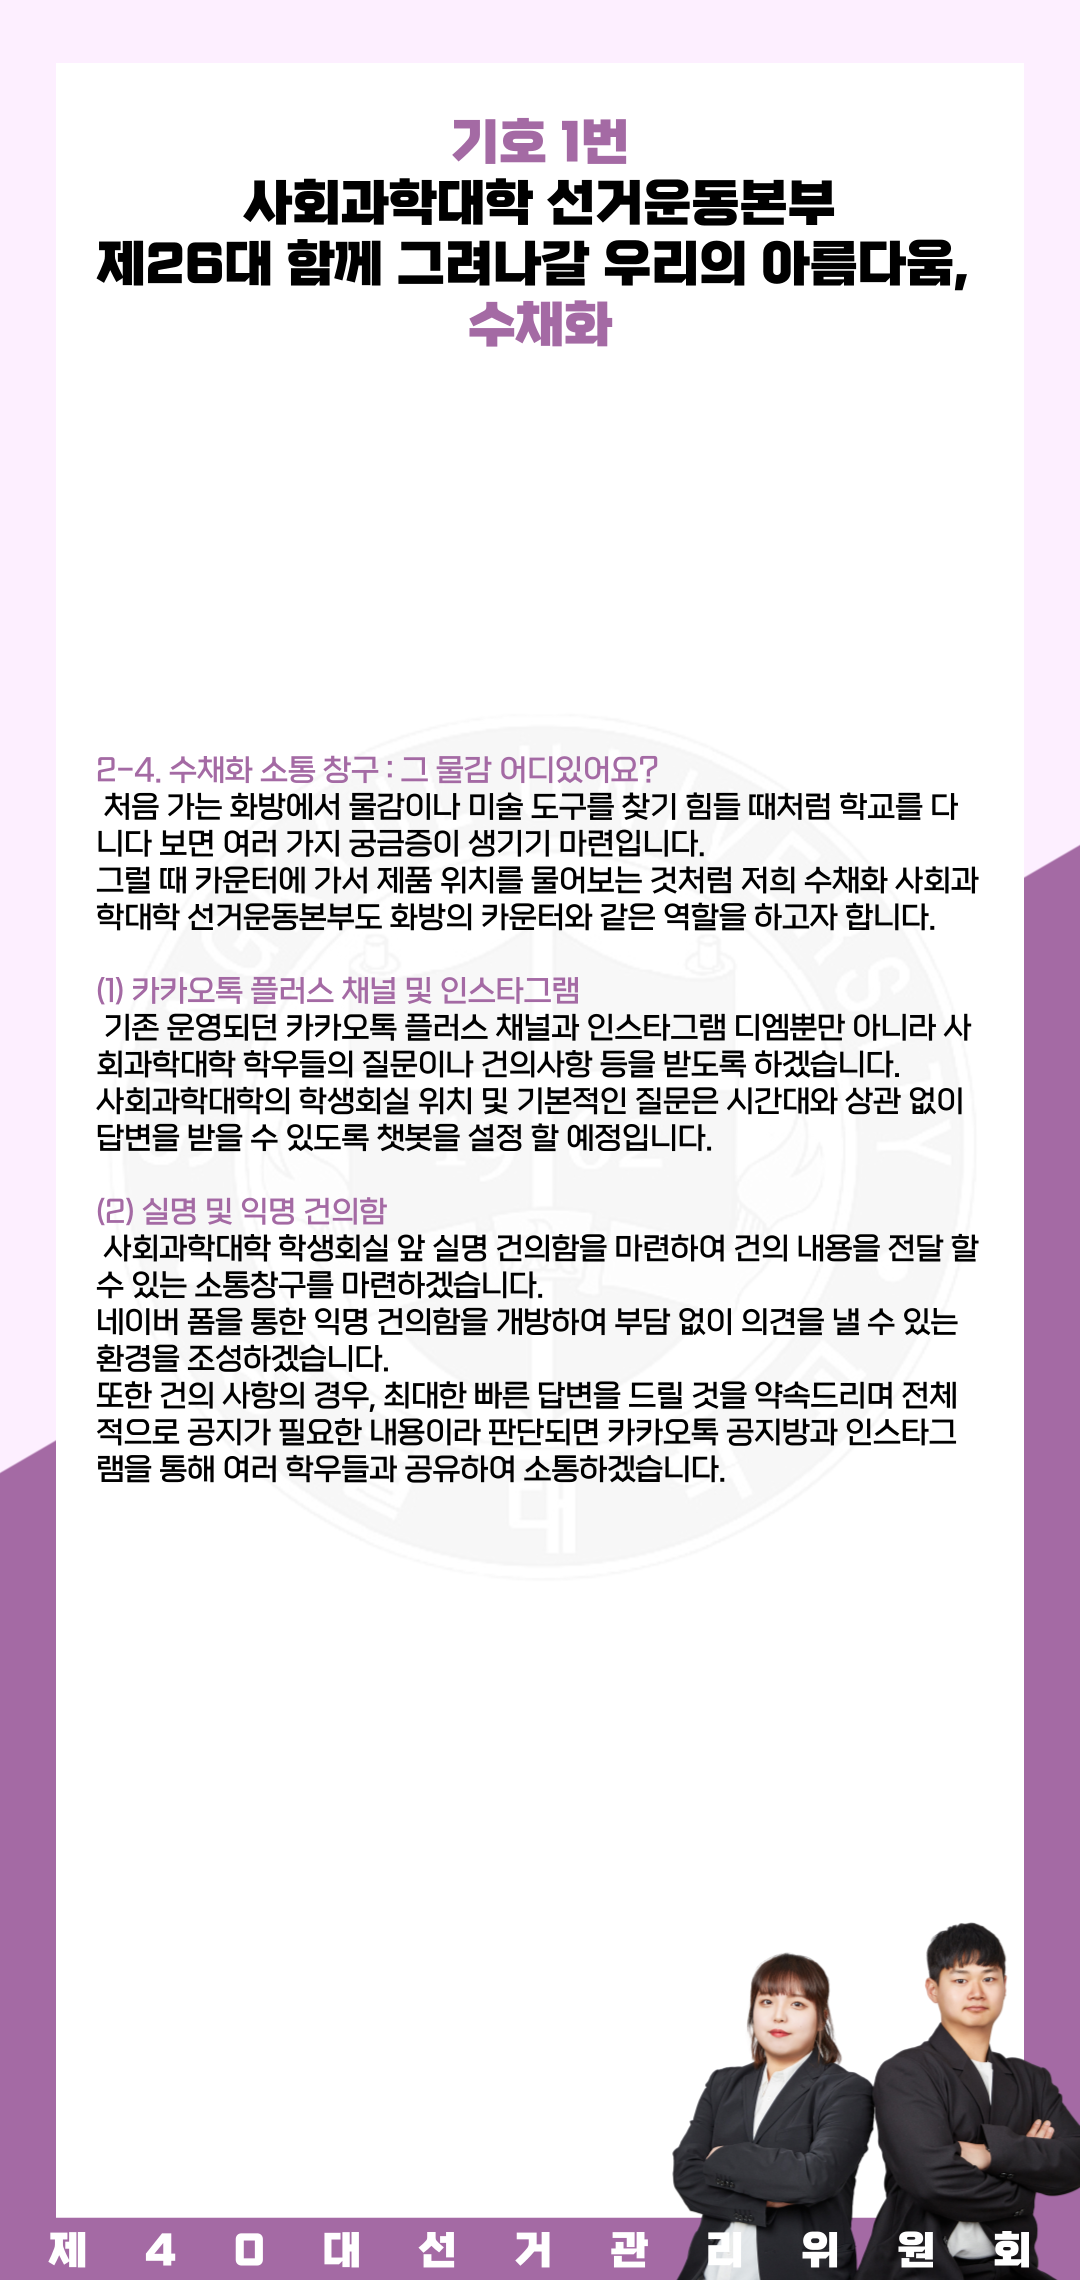 기호 1번
사회과학대학 선거운동본부
제26대 함께 그려나갈 우리의 아름다움,
수채화
2-4. 수채화 소통 창구 : 그 물감 어디있어요?
처음 가는 화방에서 물감이나 미술 도구를 찾기 힘들 때처럼 학교를 다
니다 보면 여러 가지 궁금증이 생기기 마련입니다.
그럴 때 카운터에 가서 제품 위치를 물어보는 것처럼 저희 수채화 사회과
학대학 선거운동본부도 화방의 카운터와 같은 역할을 하고자 합니다.
(1) 카카오톡 플러스 채널 및 인스타그램
기존 운영되던 카카오톡 플러스 채널과 인스타그램 디엠뿐만 아니라 사
회과학대학 학우들의 질문이나 건의사항 등을 받도록 하겠습니다.
사회과학대학의 학생회실 위치 및 기본적인 질문은 시간대와 상관 없이
답변을 받을 수 있도록 챗봇을 설정 할 예정입니다.
(2) 실명 및 익명 건의함
사회과학대학 학생회실 앞 실명 건의함을 마련하여 건의 내용을 전달 할
수 있는 소통창구를 마련하겠습니다.
네이버 폼을 통한 익명 건의함을 개방하여 부담 없이 의견을 낼 수 있는
환경을 조성하겠습니다.
또한 건의 사항의 경우, 최대한 빠른 답변을 드릴 것을 약속드리며 전체
적으로 공지가 필요한 내용이라 판단되면 카카오톡 공지방과 인스타그
램을 통해 여러 학우들과 공유하여 소통하겠습니다.
제40대선거관리위원회